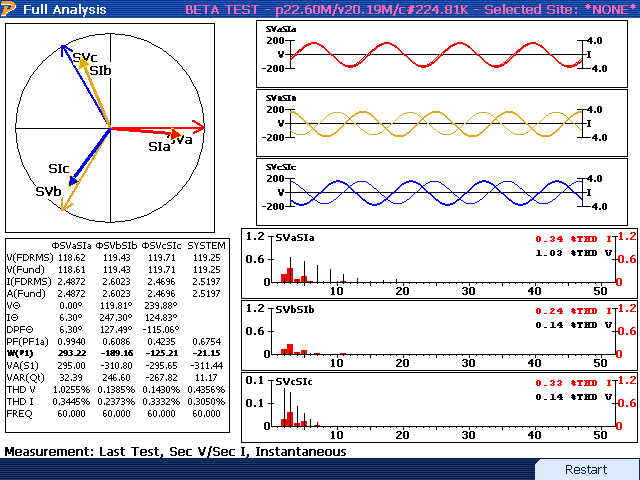 Full Analysis BETA TEST - p22.60M/v20.19M/c#224.81K - Selected Site: *NONE*
SVaSIa
200 4.0
V I
-200 -4.0
SVc
SIb
SVa
SIa
SIc
SVb
SVbSIb
200 4.0
V I
-200 -4.0
SVcSIc
200 4.0
V I
-200 -4.0
1.2 SVaSIa 0.34 %THD I 1.2
0.6 1.03 %THD V 0.6
0 0
10 20 30 40 50
1.2 SVbSIb 0.24 %THD I 1.2
0.6 0.14 %THD V 0.6
0 0
10 20 30 40 50
0.1 SVcSIc 0.33 %THD I 1.2
0.1 0.14 %THD V 0.6
0 0
10 20 30 40 50
ΦSVaSIa ΦSVbSIb ΦSVcSIc SYSTEM
V(FDRMS) 118.62 119.43 119.71 119.25
V(Fund) 118.61 119.43 119.71 119.25
I(FDRMS) 2.4872 2.6023 2.4696 2.5197
A(Fund) 2.4872 2.6023 2.4696 2.5197
VΘ 0.00º 119.81º 239.88º
IΘ 6.30º 247.30º 124.83º
DPFΘ 6.30º 127.49º -115.06º
PF(PF1a) 0.9940 0.6086 0.4235 0.6754
W(P1) 293.22 -189.16 -125.21 -21.15
VA(S1) 295.00 -310.80 -295.65 -311.44
VAR(Qt) 32.39 246.60 -267.82 11.17
THD V 1.0255% 0.1385% 0.1430% 0.4356%
THD I 0.3445% 0.2373% 0.3332% 0.3050%
FREQ 60.000 60.000 60.000 60.000
Measurement: Last Test, Sec V/Sec I, Instantaneous
Restart